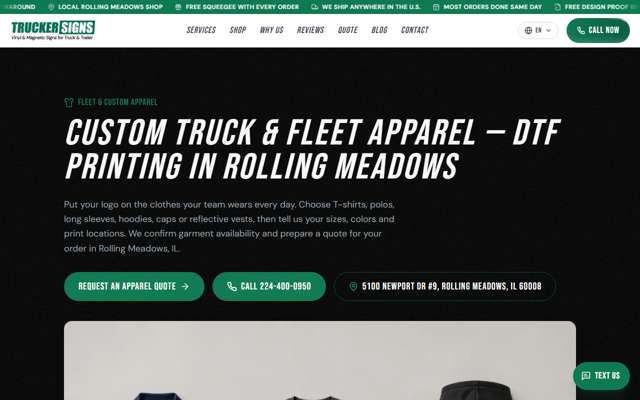 AROUND LOCAL ROLLING MEADOWS SHOP FREE SQUEEGEE WITH EVERY ORDER WE SHIP ANYWHERE IN THE U.S. MOST ORDERS DONE SAME DAY FREE DESIGN PROOF
TRUCKER SIGNS
Vinyl & Magnetic Signs for Truck & Trailer
SERVICES SHOP WHY US REVIEWS QUOTE BLOG CONTACT
EN
CALL NOW
FLEET & CUSTOM APPAREL
CUSTOM TRUCK & FLEET APPAREL — DTF
PRINTING IN ROLLING MEADOWS
Put your logo on the clothes your team wears every day. Choose T-shirts, polos,
long sleeves, hoodies, caps or reflective vests, then tell us your sizes, colors and
print locations. We confirm garment availability and prepare a quote for your
order in Rolling Meadows, IL.
REQUEST AN APPAREL QUOTE →
CALL 224-400-0950
5100 NEWPORT DR #9, ROLLING MEADOWS, IL 60008
TEXT US